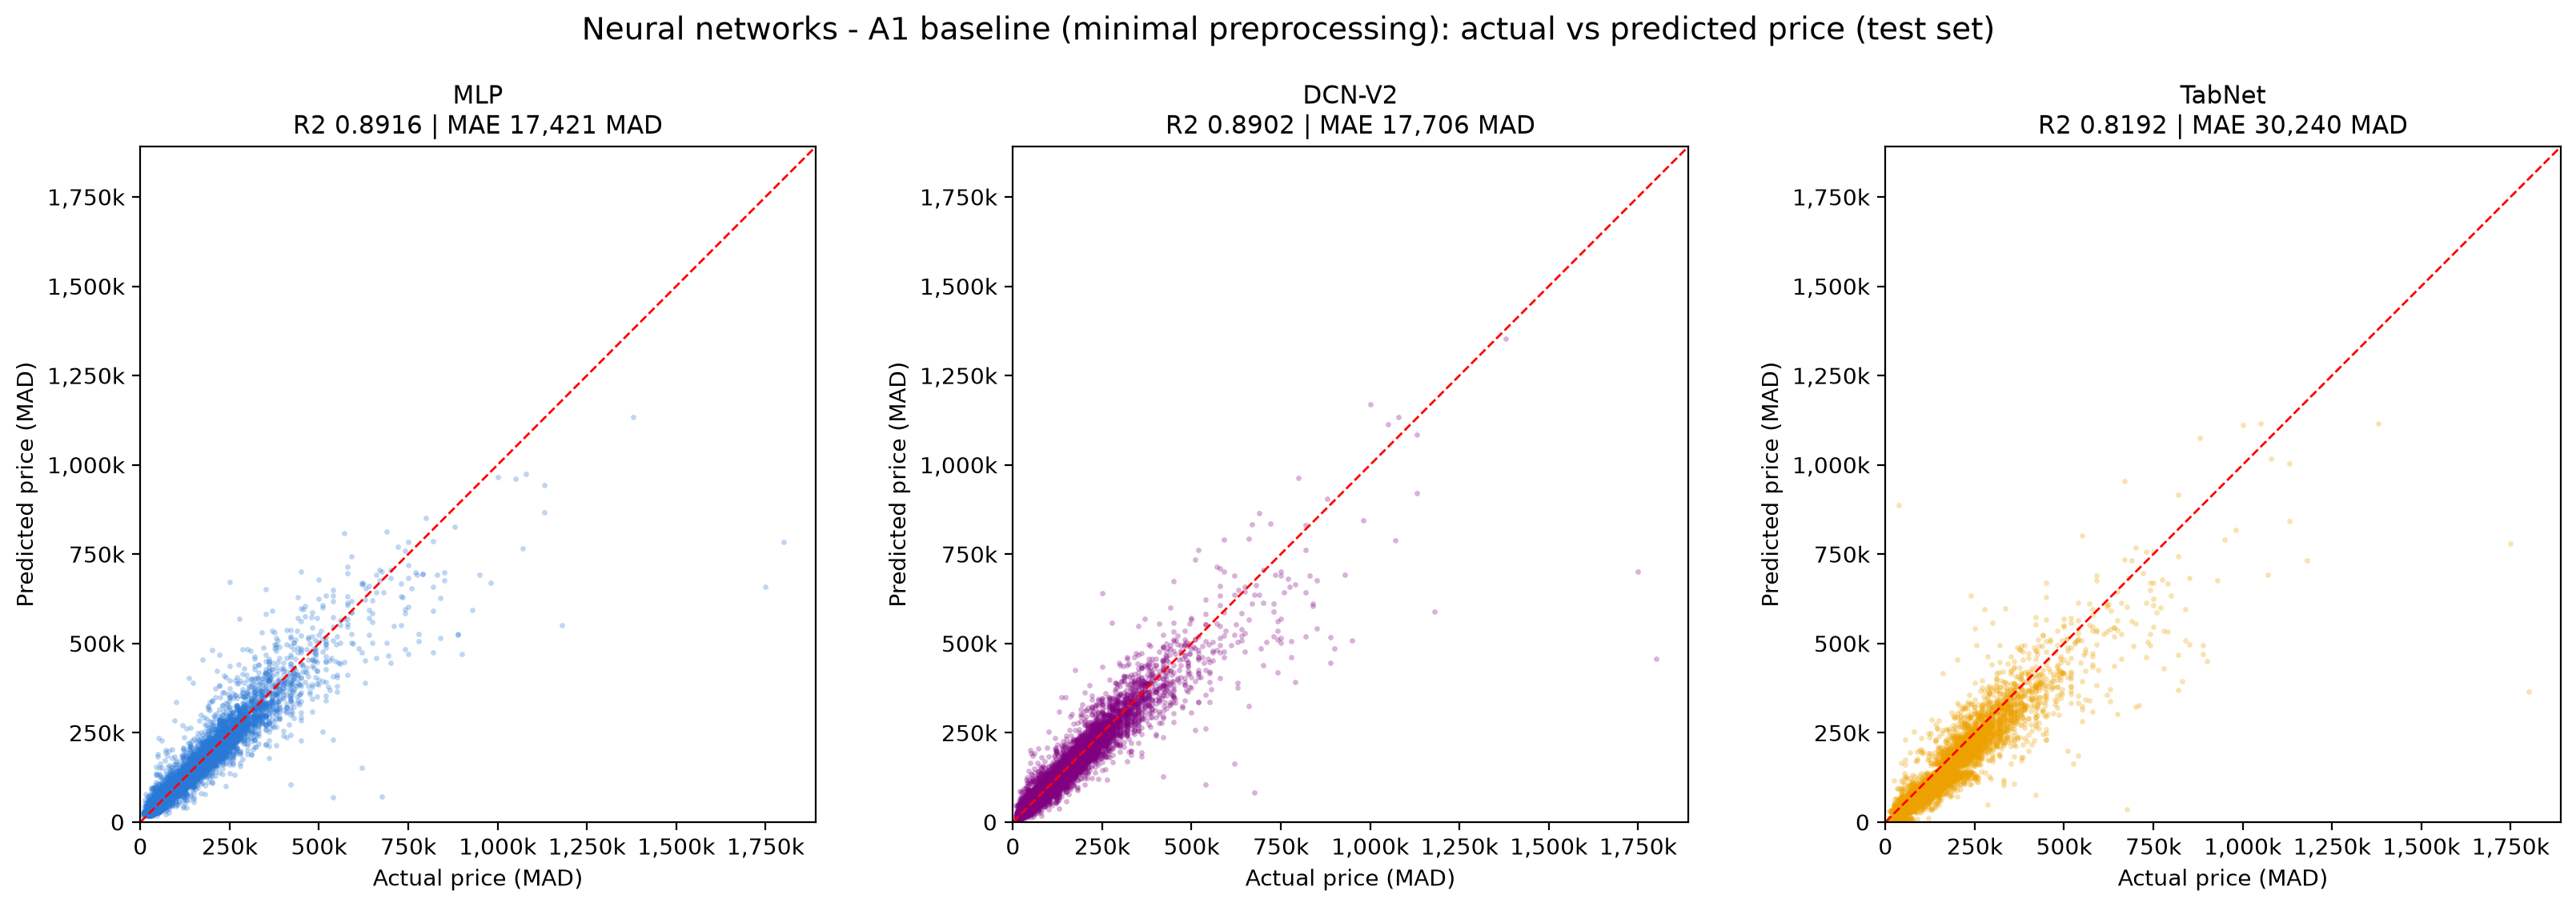 Neural networks - A1 baseline (minimal preprocessing): actual vs predicted price (test set)
MLP
R2 0.8916 | MAE 17,421 MAD
1,750k
1,500k
1,250k
1,000k
750k
500k
250k
0
Predicted price (MAD)
0 250k 500k 750k 1,000k 1,250k 1,500k 1,750k
Actual price (MAD)
DCN-V2
R2 0.8902 | MAE 17,706 MAD
1,750k
1,500k
1,250k
1,000k
750k
500k
250k
0
Predicted price (MAD)
0 250k 500k 750k 1,000k 1,250k 1,500k 1,750k
Actual price (MAD)
TabNet
R2 0.8192 | MAE 30,240 MAD
1,750k
1,500k
1,250k
1,000k
750k
500k
250k
0
Predicted price (MAD)
0 250k 500k 750k 1,000k 1,250k 1,500k 1,750k
Actual price (MAD)